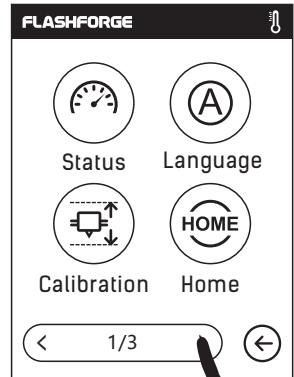 FLASHFORGE
A
Status Language
HOME
Calibration Home
1/3